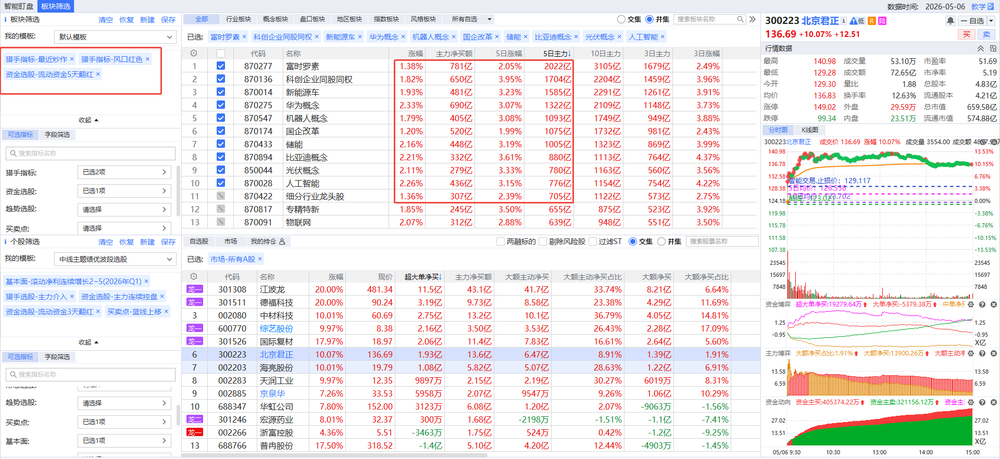 智能盯盘 板块筛选 数据时间: 2026-05-06 教学
板块筛选 清空 恢复 新建 保存
我的模板: 默认模板
猎手指标-最近炒作 × 猎手指标-风口红色 ×
资金选股-流动资金5天翻红 ×
收起
可选指标 字段筛选
搜索指标名称
猎手指标: 已选2项
资金选股: 已选1项
趋势选股: 请选择
买卖点: 请选择
个股筛选 清空 恢复 新建 保存
我的模板: 中线主题绩优波段选股
基本面-滚动净利连续增长2~5(2026年Q1) ×
猎手选股-主力介入 × 资金选股-主力连续控盘 ×
资金选股-流动资金3天翻红 × 买卖点-蓝线上移 ×
收起
可选指标 字段筛选
搜索指标名称
趋势选股: 请选择
买卖点: 已选1项
基本面: 已选1项
全部 行业板块 概念板块 盘口板块 地区板块 指数板块 风格板块 所有自选 交集 并集 搜索板块名称
已选: 富时罗素 × 科创企业同股同权 × 新能源车 × 华为概念 × 机器人概念 × 国企改革 × 储能 × 比亚迪概念 × 光伏概念 × 人工智能 ×
代码 名称 涨幅 主力净买额 5日涨幅 5日主力↓ 10日主力 3日主力 3日涨幅
1 870277 富时罗素 1.38% 781亿 2.05% 2022亿 3105亿 1679亿 2.49%
2 870136 科创企业同股同权 1.82% 650亿 3.95% 1704亿 2204亿 1459亿 3.96%
3 870014 新能源车 1.93% 481亿 3.23% 1585亿 2291亿 1261亿 3.91%
4 870275 华为概念 2.33% 690亿 3.07% 1322亿 2109亿 1148亿 3.73%
5 870547 机器人概念 1.79% 405亿 3.08% 1093亿 1749亿 949亿 3.88%
6 870174 国企改革 1.20% 520亿 1.99% 1075亿 1732亿 981亿 2.43%
7 870433 储能 2.16% 448亿 3.19% 1005亿 1323亿 869亿 3.99%
8 870894 比亚迪概念 2.21% 332亿 3.61% 880亿 1113亿 764亿 4.37%
9 850044 光伏概念 2.11% 279亿 3.33% 780亿 1163亿 560亿 3.56%
10 870028 人工智能 2.26% 436亿 3.15% 776亿 1154亿 754亿 4.22%
11 870422 细分行业龙头股 1.36% 307亿 2.39% 705亿 1122亿 573亿 2.75%
12 870817 专精特新 1.85% 245亿 3.50% 655亿 875亿 523亿 3.92%
13 870091 物联网 2.07% 312亿 2.88% 639亿 948亿 551亿 3.50%
自选股 市场 我的持仓 两融标的 剔除风险股 过滤ST 交集 并集 搜索股票名称
已选: 市场-所有A股 ×
代码 名称 涨幅 现价 超大单净买↓ 主力净买额 大额主动净买 大额主动净买占比 大额净买 大额净买占比
龙一 301308 江波龙 20.00% 481.34 11.5亿 43.1亿 41.7亿 33.74% 8.21亿 6.64%
龙一 301511 德福科技 20.00% 90.24 3.19亿 9.73亿 8.58亿 23.38% 4.29亿 11.69%
3 002080 中材科技 10.01% 60.69 2.75亿 13.2亿 10.1亿 36.79% 4.05亿 14.81%
龙一 600770 综艺股份 9.97% 8.38 2.16亿 3.50亿 3.53亿 26.43% 2.28亿 17.09%
龙一 301526 国际复材 17.97% 18.97 2.06亿 11.4亿 7.83亿 16.61% 2.64亿 5.60%
6 300223 北京君正 10.07% 136.69 1.93亿 13.6亿 6.47亿 8.91% 1.39亿 1.91%
7 002203 海亮股份 10.01% 19.79 1.08亿 5.82亿 5.07亿 28.63% 1.22亿 6.91%
8 002283 天润工业 9.97% 12.35 9897万 2.15亿 2.19亿 30.27% 6019万 8.31%
9 002885 京泉华 7.26% 33.53 5958万 2.07亿 9547万 9.26% 1.06亿 10.29%
10 688347 华虹公司 7.80% 152.00 3123万 6.08亿 1.20亿 2.07% -9063万 -1.56%
龙二 301246 宏源药业 8.01% 32.37 300万 1.68亿 -2198万 -1.51% -1.1亿 -7.41%
龙一 002266 浙富控股 4.36% 5.51 -3463万 1.75亿 524万 0.42% -1.2亿 -9.25%
13 688766 普冉股份 17.50% 318.52 -1.4亿 5.10亿 4.20亿 12.44% -4903万 -1.45%
300223 北京君正 低 R 陆 自选
136.69 +10.07% +12.51 买 卖
行情数据
最高 140.98 成交量 53.10万 市盈率 51.69
最低 129.28 成交额 72.65亿 市净率 5.19
今开 129.30 量比 1.88 总股本 4.83亿
均价 136.83 换手率 12.63% 流通股本 4.21亿
涨停 149.02 外盘 29.59万 总市值 659.58亿
跌停 99.34 内盘 23.51万 流通市值 574.88亿
分时图 K线图
300223北京君正 成交价 136.69 涨幅 10.07% 成交量 3554.00 成交额
140.98 13.53%
136.78 10.15%
132.58 6.76%
智能交易.止损价: 129.117
128.38 5日均价: 126.538 3.38%
124.18 0.00%
119.98 -3.38%
115.78 -6.76%
111.58 -10.15%
107.38 -13.53%
23545 23545
15697 15697
7848 7848
资金博弈 超大单净买:19279.64万 大单净买:-5379.38万 中单净
1.25 1.25
-0.95 -0.95
X亿
主力博弈 大额净买占比:1.91% 大额净买:13900.26万 大额主动净
13.58 13.58
6.59 6.59
资金动向 资金主买:405374.22万 资金主卖:321156.12万 资金主
27.02 27.02
13.51 13.51
X亿
05/06 9:30 10:30 13:00 14:00 15:00